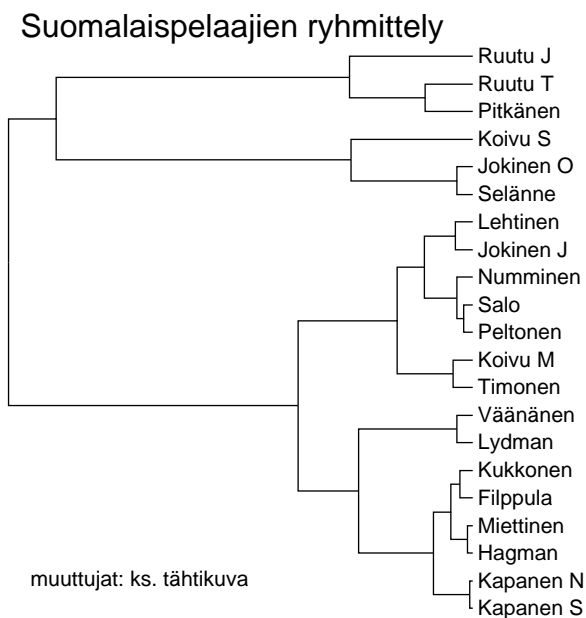 Suomalaispelaajien ryhmittely
Ruutu J
Ruutu T
Pitkänen
Koivu S
Jokinen O
Selänne
Lehtinen
Jokinen J
Numminen
Salo
Peltonen
Koivu M
Timonen
Väänänen
Lydman
Kukkonen
Filppula
Miettinen
Hagman
Kapanen N
Kapanen S
muuttujat: ks. tähtikuva